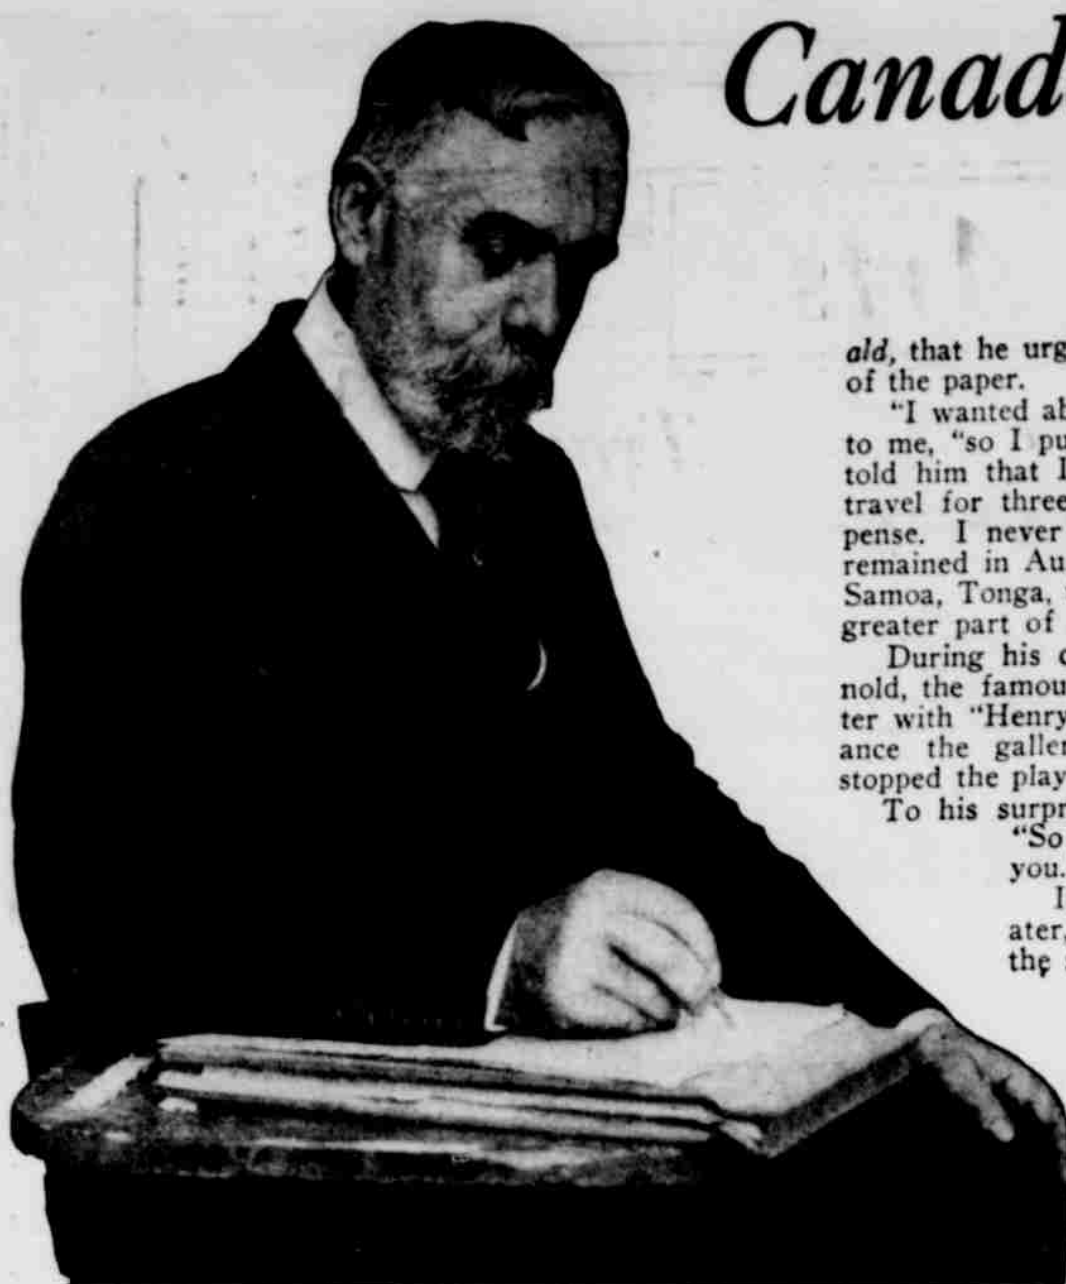 Canad
ald, that he urg
of the paper.
"I wanted ab
to me, "so I pu
told him that I
travel for three
pense. I never
remained in Au
Samoa, Tonga,
greater part of
During his c
nold, the famou
ter with "Henry
ance the galler
stopped the play
To his surpr
"So
you.
I
ater,
the